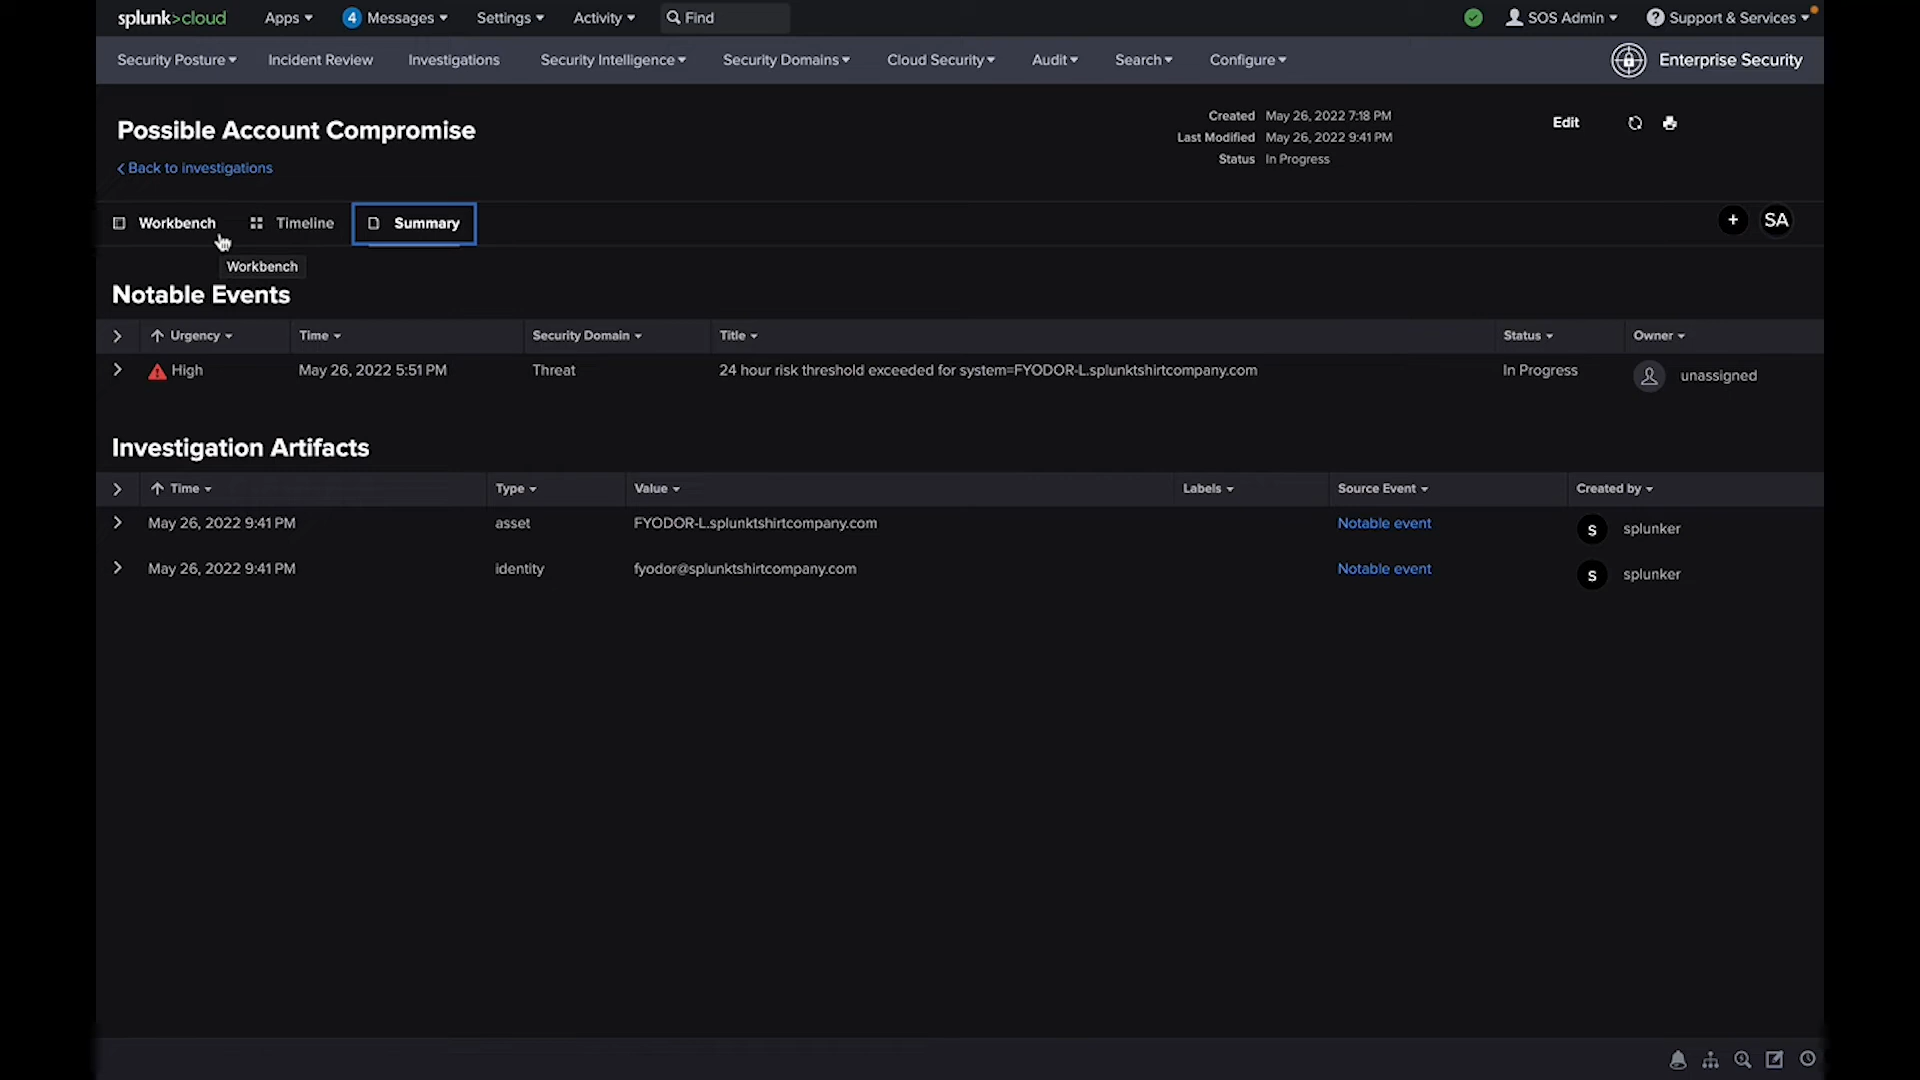 splunk>cloud Apps 4 Messages Settings Activity Find SOS Admin ? Support & Services
Security Posture Incident Review Investigations Security Intelligence Security Domains Cloud Security Audit Search Configure Enterprise Security
Possible Account Compromise
Created May 26, 2022 7:18 PM
Last Modified May 26, 2022 9:41 PM
Status In Progress
Edit
Back to investigations
Workbench Timeline Summary + SA
Workbench
Notable Events
Urgency Time Security Domain Title Status Owner
High May 26, 2022 5:51 PM Threat 24 hour risk threshold exceeded for system=FYODOR-L.splunktshirtcompany.com In Progress unassigned
Investigation Artifacts
Time Type Value Labels Source Event Created by
May 26, 2022 9:41 PM asset FYODOR-L.splunktshirtcompany.com Notable event S splunker
May 26, 2022 9:41 PM identity fyodor@splunktshirtcompany.com Notable event S splunker